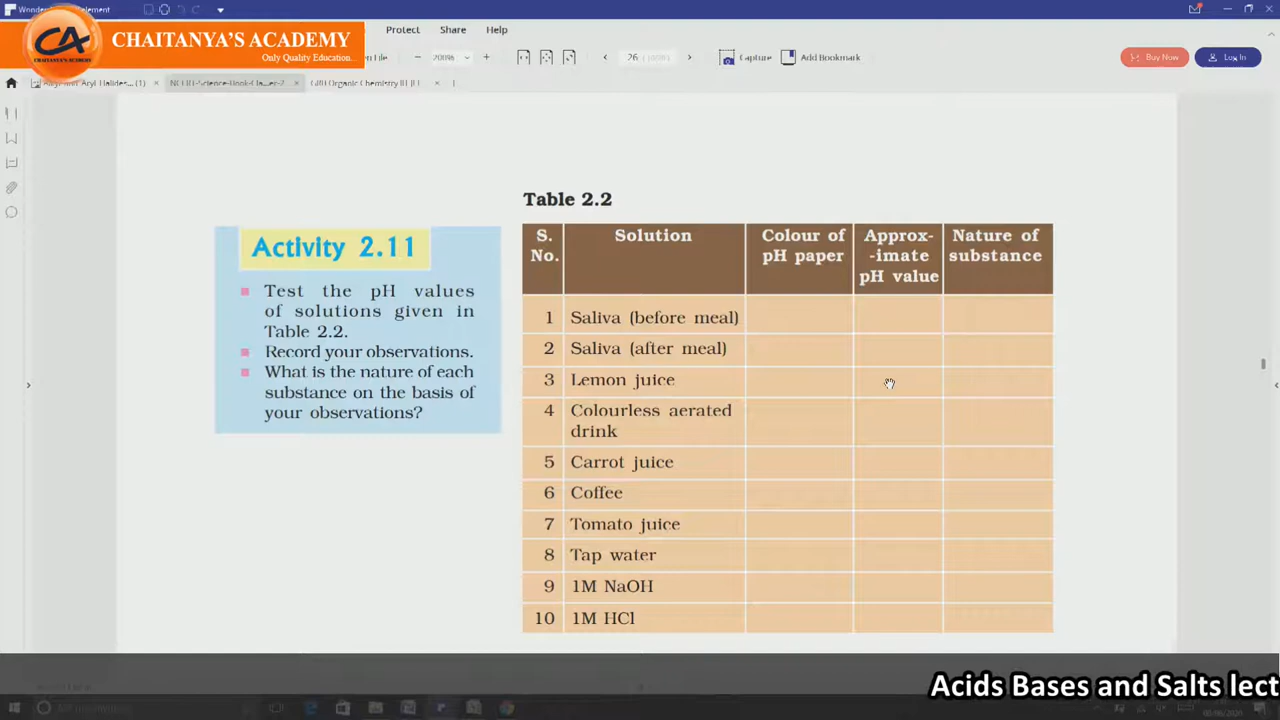 CHAITANYA'S ACADEMY
Only Quality Education...
CA
CHAITANYA'S ACADEMY
Protect Share Help
200%
26
Capture Add Bookmark
Buy Now Log In
Activity 2.11
Test the pH values
of solutions given in
Table 2.2.
Record your observations.
What is the nature of each
substance on the basis of
your observations?
Table 2.2
S. No. Solution Colour of pH paper Approx- -imate pH value Nature of substance
1 Saliva (before meal)
2 Saliva (after meal)
3 Lemon juice
4 Colourless aerated
drink
5 Carrot juice
6 Coffee
7 Tomato juice
8 Tap water
9 1M NaOH
10 1M HCl
Acids Bases and Salts lect